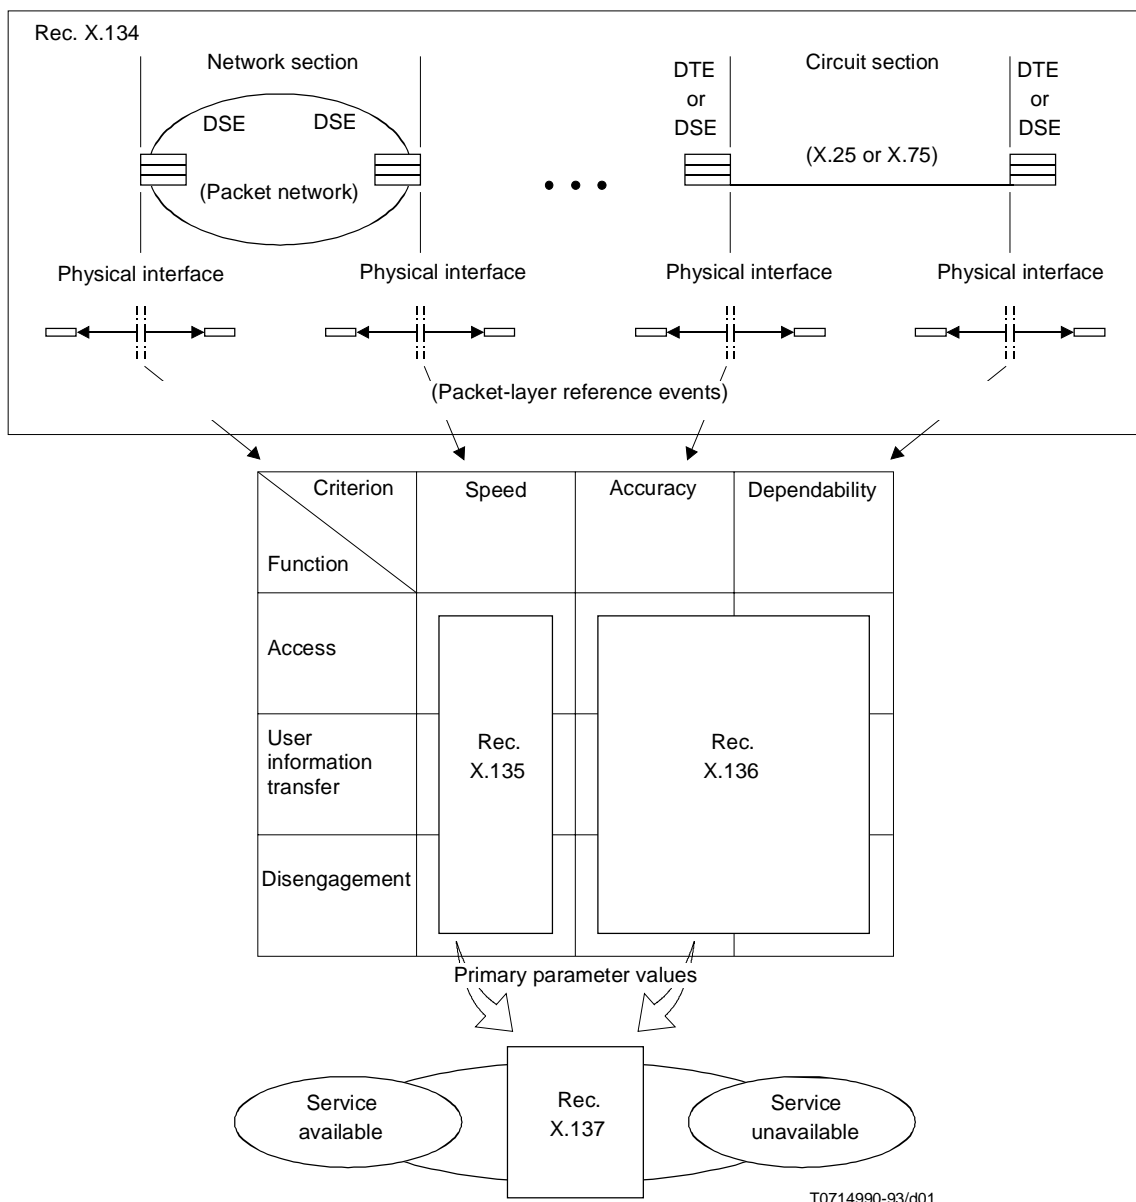 Rec. X.134
Network section
Circuit section
DTE
or
DSE
DTE
or
DSE
DSE
DSE
(X.25 or X.75)
(Packet network)
Physical interface
Physical interface
Physical interface
Physical interface
(Packet-layer reference events)
Criterion
Speed
Accuracy
Dependability
Function
Access
User
information
transfer
Rec.
X.135
Rec.
X.136
Disengagement
Primary parameter values
Service
available
Rec.
X.137
Service
unavailable
T0714990-93/d01